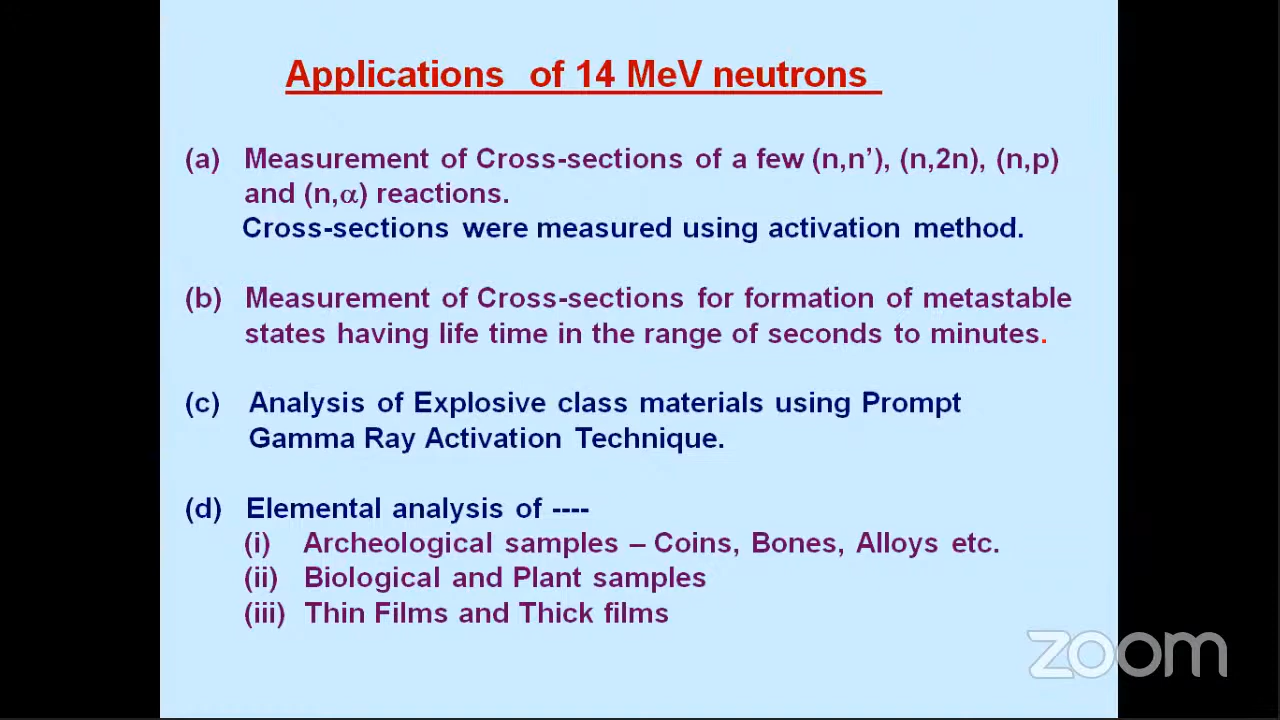 Applications of 14 MeV neutrons
(a) Measurement of Cross-sections of a few (n,n’), (n,2n), (n,p)
and (n,α) reactions.
Cross-sections were measured using activation method.
(b) Measurement of Cross-sections for formation of metastable
states having life time in the range of seconds to minutes.
(c) Analysis of Explosive class materials using Prompt
Gamma Ray Activation Technique.
(d) Elemental analysis of ----
(i) Archeological samples – Coins, Bones, Alloys etc.
(ii) Biological and Plant samples
(iii) Thin Films and Thick films
zoom